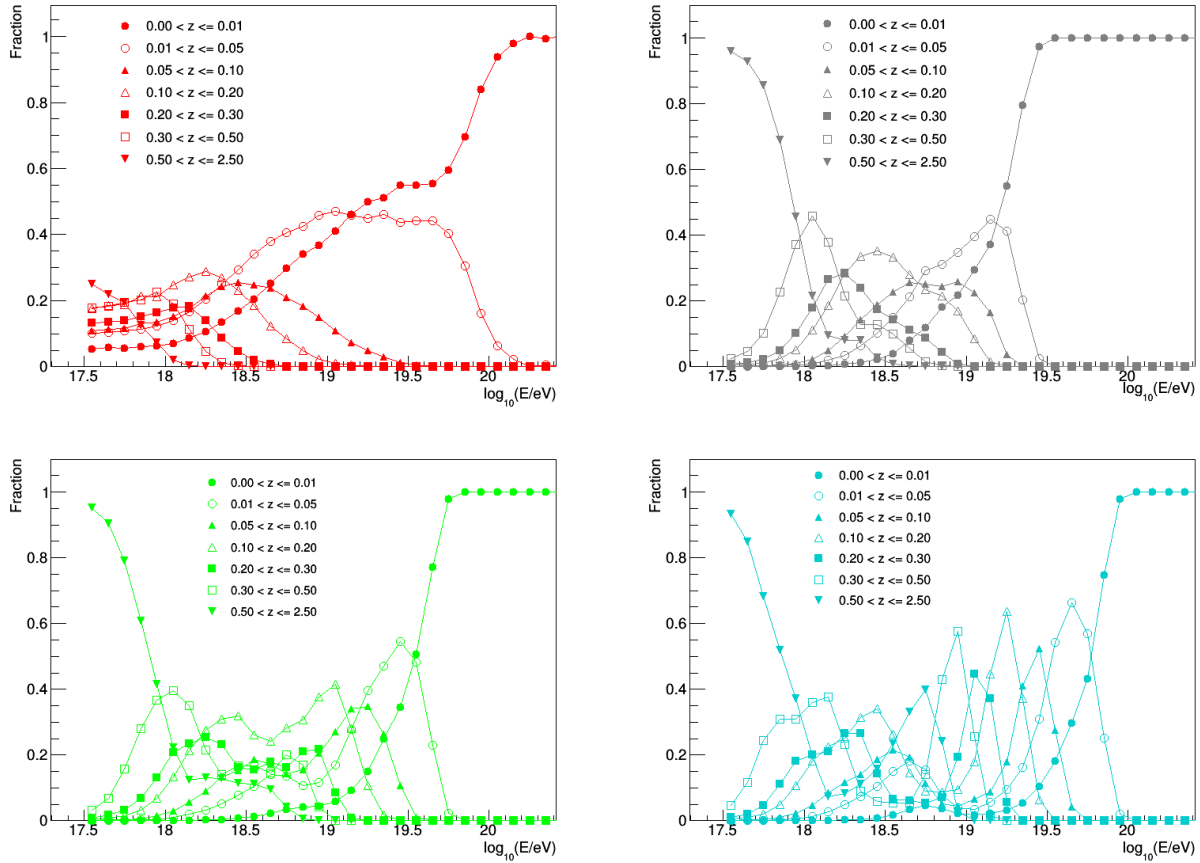 Fraction
0.00 < z <= 0.01
0.01 < z <= 0.05
0.05 < z <= 0.10
0.10 < z <= 0.20
0.20 < z <= 0.30
0.30 < z <= 0.50
0.50 < z <= 2.50
1
0.8
0.6
0.4
0.2
0
17.5 18 18.5 19 19.5 20
log10(E/eV)
Fraction
0.00 < z <= 0.01
0.01 < z <= 0.05
0.05 < z <= 0.10
0.10 < z <= 0.20
0.20 < z <= 0.30
0.30 < z <= 0.50
0.50 < z <= 2.50
1
0.8
0.6
0.4
0.2
0
17.5 18 18.5 19 19.5 20
log10(E/eV)
Fraction
0.00 < z <= 0.01
0.01 < z <= 0.05
0.05 < z <= 0.10
0.10 < z <= 0.20
0.20 < z <= 0.30
0.30 < z <= 0.50
0.50 < z <= 2.50
1
0.8
0.6
0.4
0.2
0
17.5 18 18.5 19 19.5 20
log10(E/eV)
Fraction
0.00 < z <= 0.01
0.01 < z <= 0.05
0.05 < z <= 0.10
0.10 < z <= 0.20
0.20 < z <= 0.30
0.30 < z <= 0.50
0.50 < z <= 2.50
1
0.8
0.6
0.4
0.2
0
17.5 18 18.5 19 19.5 20
log10(E/eV)